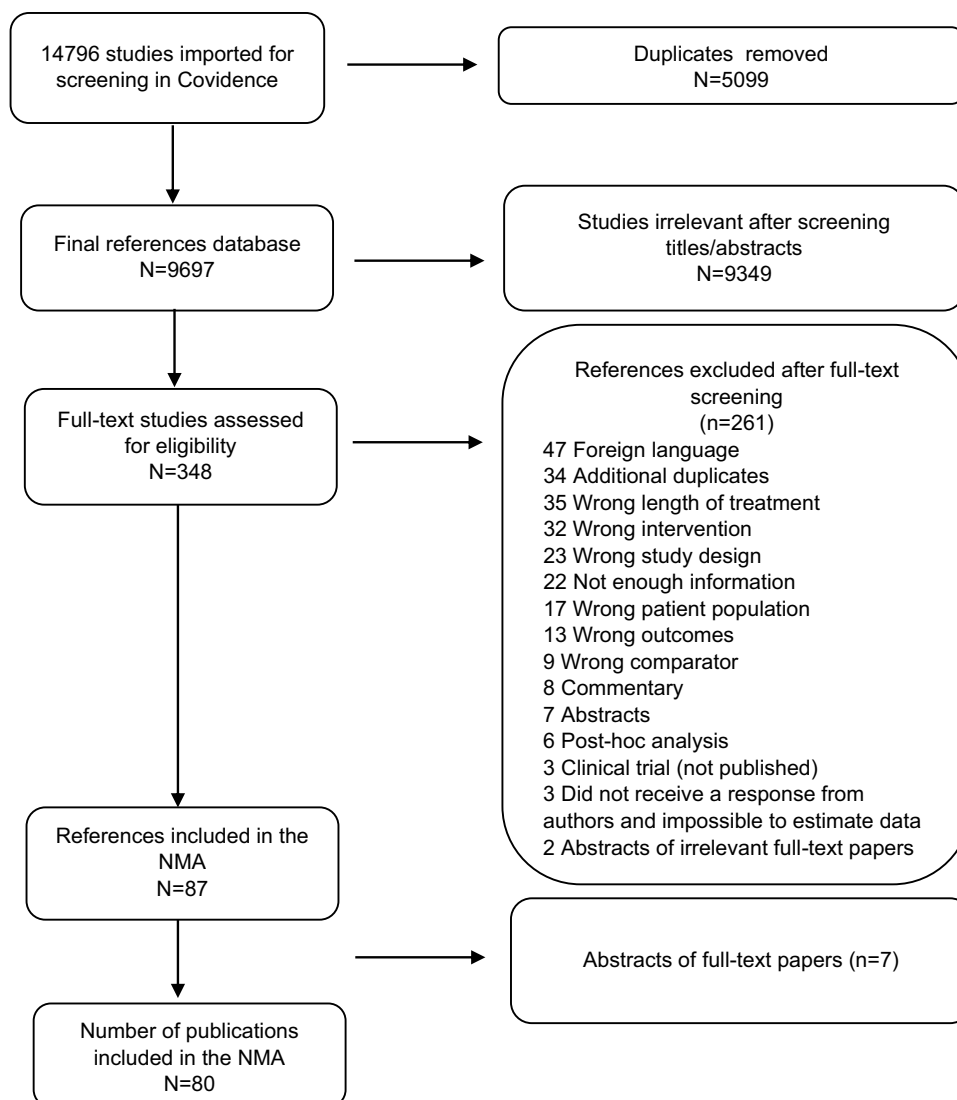 14796 studies imported for
screening in Covidence
Duplicates removed
N=5099
Final references database
N=9697
Studies irrelevant after screening
titles/abstracts
N=9349
Full-text studies assessed
for eligibility
N=348
References excluded after full-text
screening
(n=261)
47 Foreign language
34 Additional duplicates
35 Wrong length of treatment
32 Wrong intervention
23 Wrong study design
22 Not enough information
17 Wrong patient population
13 Wrong outcomes
9 Wrong comparator
8 Commentary
7 Abstracts
6 Post-hoc analysis
3 Clinical trial (not published)
3 Did not receive a response from
authors and impossible to estimate data
2 Abstracts of irrelevant full-text papers
References included in the
NMA
N=87
Abstracts of full-text papers (n=7)
Number of publications
included in the NMA
N=80